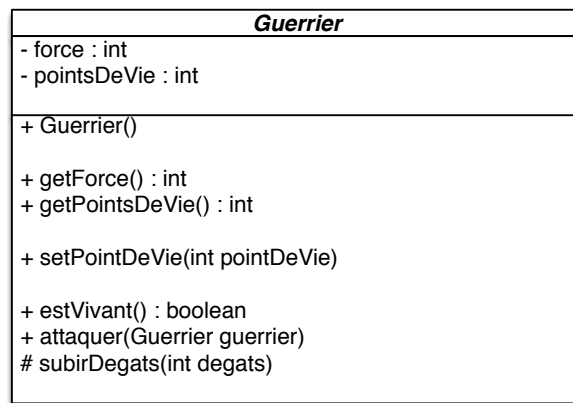 Guerrier
- force : int
- pointsDeVie : int
+ Guerrier()
+ getForce() : int
+ getPointsDeVie() : int
+ setPointDeVie(int pointDeVie)
+ estVivant() : boolean
+ attaquer(Guerrier guerrier)
# subirDegats(int degats)